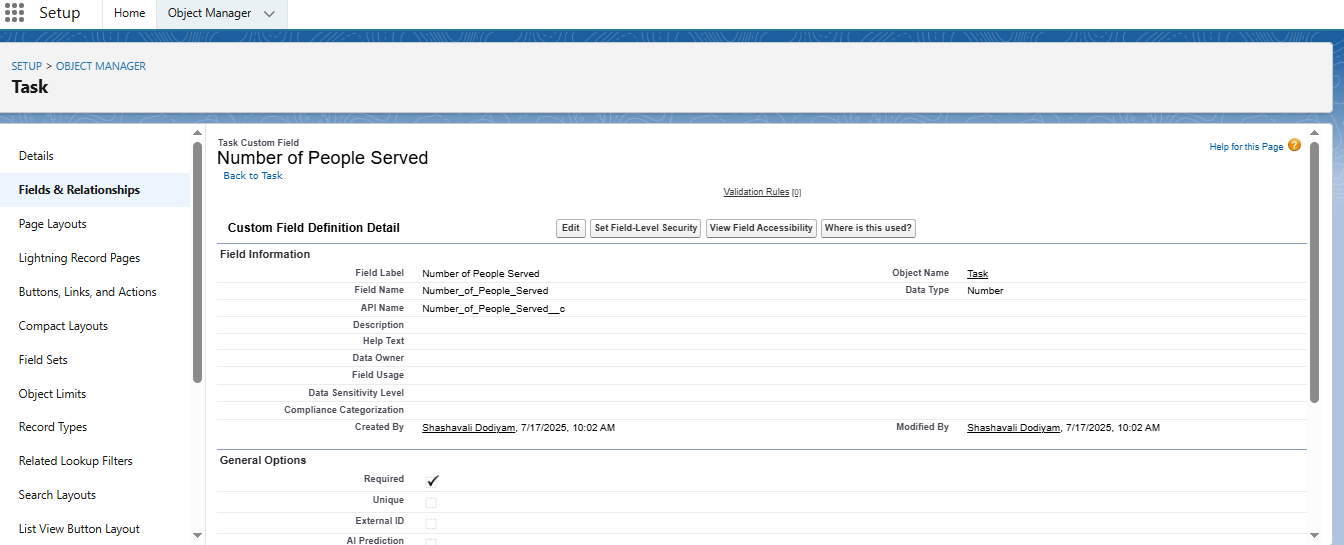 Setup Home Object Manager
SETUP > OBJECT MANAGER
Task
Details
Fields & Relationships
Page Layouts
Lightning Record Pages
Buttons, Links, and Actions
Compact Layouts
Field Sets
Object Limits
Record Types
Related Lookup Filters
Search Layouts
List View Button Layout
Task Custom Field
Number of People Served
Back to Task
Help for this Page ?
Validation Rules [0]
Custom Field Definition Detail Edit Set Field-Level Security View Field Accessibility Where is this used?
Field Information
Field Label Number of People Served Object Name Task
Field Name Number_of_People_Served Data Type Number
API Name Number_of_People_Served__c
Description
Help Text
Data Owner
Field Usage
Data Sensitivity Level
Compliance Categorization
Created By Shashavali Dodiyam, 7/17/2025, 10:02 AM Modified By Shashavali Dodiyam, 7/17/2025, 10:02 AM
General Options
Required
Unique
External ID
AI Prediction